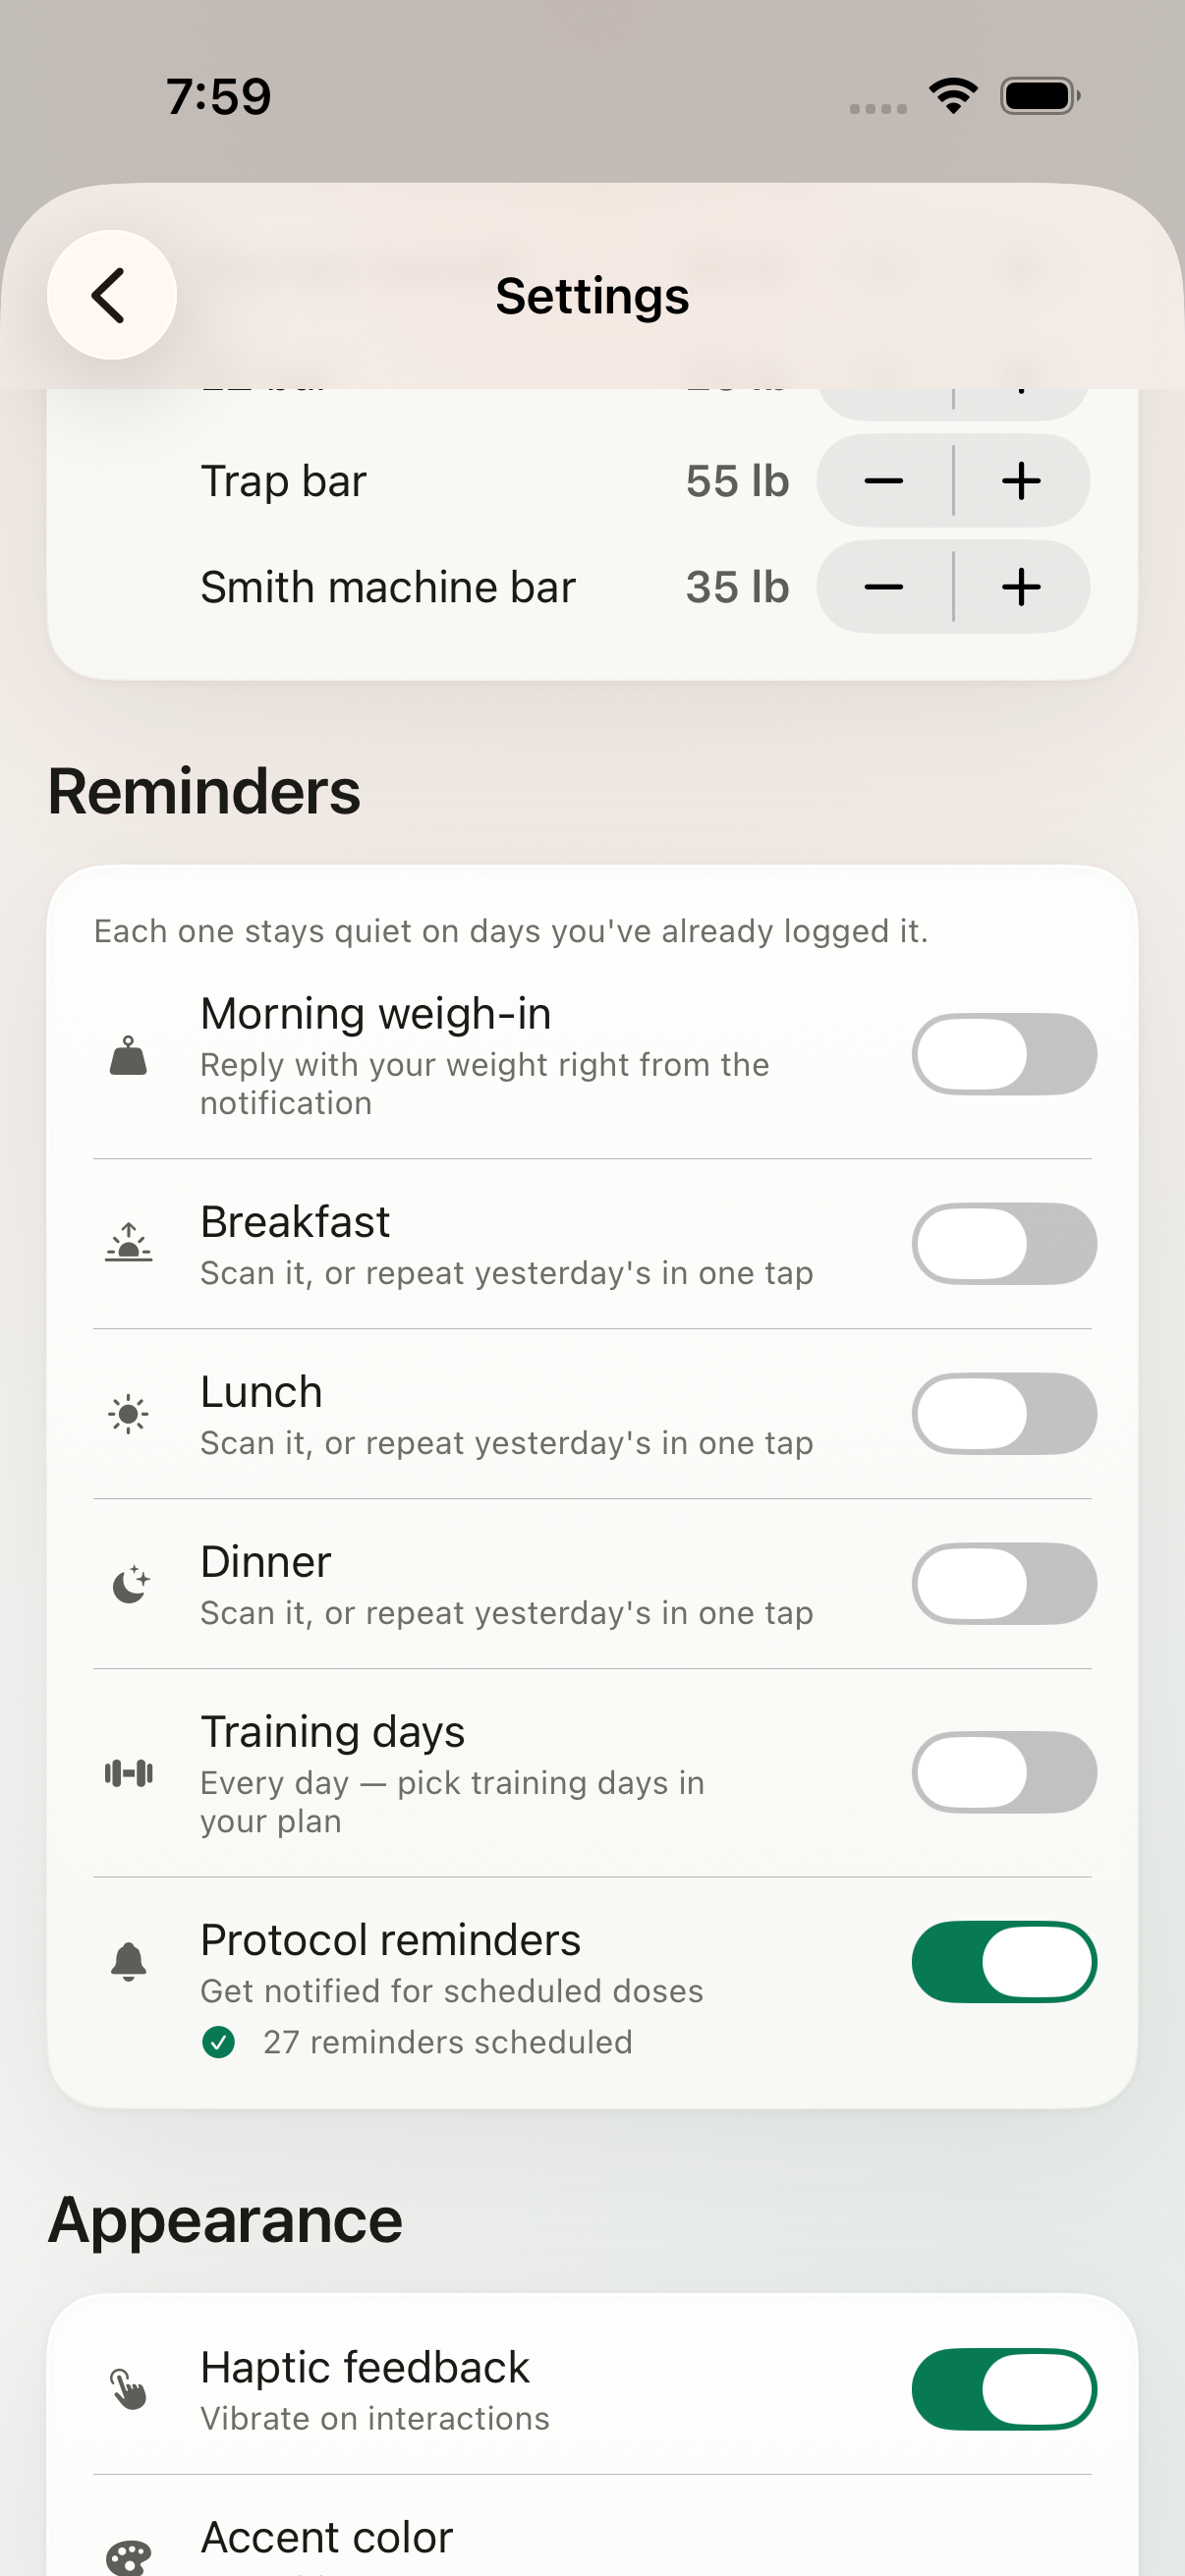 7:59
Settings
Trap bar
55 lb
Smith machine bar
35 lb
Reminders
Each one stays quiet on days you've already logged it.
Morning weigh-in
Reply with your weight right from the
notification
Breakfast
Scan it, or repeat yesterday's in one tap
Lunch
Scan it, or repeat yesterday's in one tap
Dinner
Scan it, or repeat yesterday's in one tap
Training days
Every day — pick training days in
your plan
Protocol reminders
Get notified for scheduled doses
27 reminders scheduled
Appearance
Haptic feedback
Vibrate on interactions
Accent color